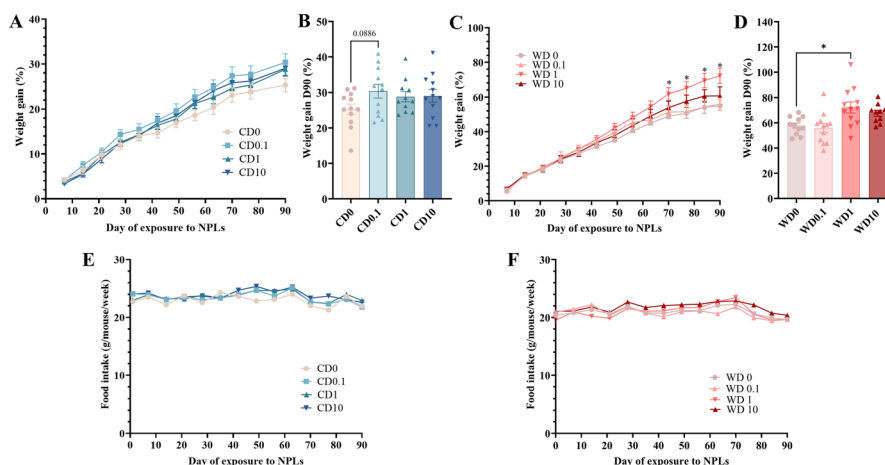 A
Weight gain (%)
40
30
20
10
0
0 10 20 30 40 50 60 70 80 90
Day of exposure to NPLs
CD0
CD0.1
CD1
CD10
B
Weight gain D90 (%)
50
40
30
20
10
0
0.0886
CD0 CD0.1 CD1 CD10
C
Weight gain (%)
100
80
60
40
20
0
0 10 20 30 40 50 60 70 80 90
Day of exposure to NPLs
WD 0
WD 0.1
WD 1
WD 10
* * * *
D
Weight gain D90 (%)
140
120
100
80
60
40
20
0
*
WD0 WD0.1 WD1 WD10
E
Food intake (g/mouse/week)
30
20
10
0
0 10 20 30 40 50 60 70 80 90
Day of exposure to NPLs
CD0
CD0.1
CD1
CD10
F
Food intake (g/mouse/week)
30
20
10
0
0 10 20 30 40 50 60 70 80 90
Day of exposure to NPLs
WD 0
WD 0.1
WD 1
WD 10